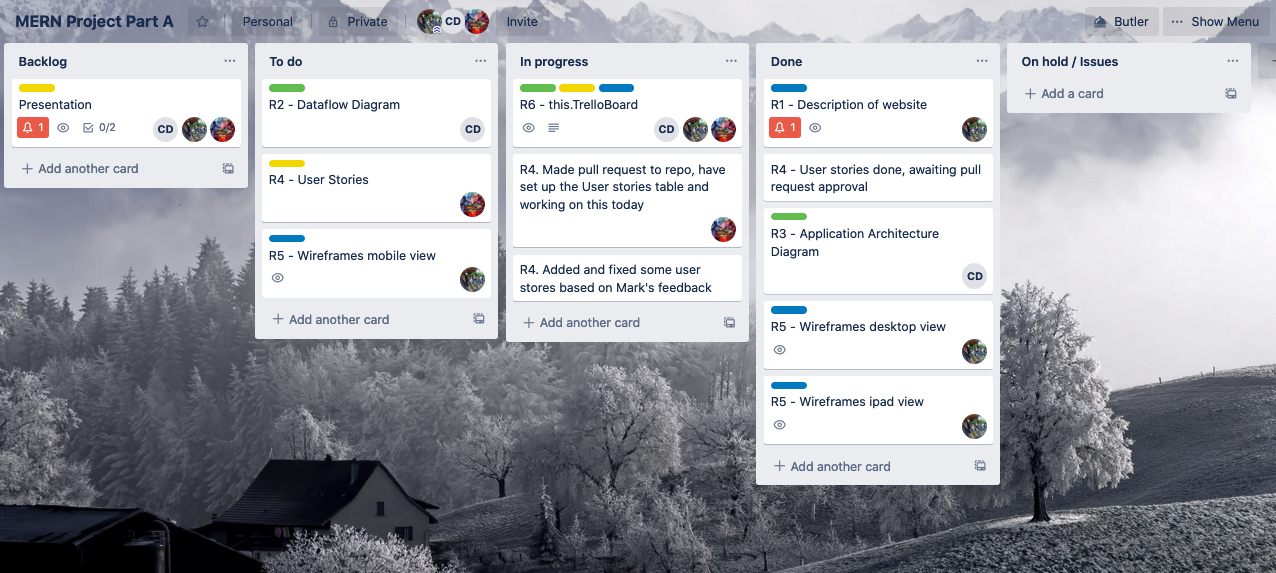 MERN Project Part A
Personal
Private
CD
Invite
Butler
... Show Menu
Backlog
...
Presentation
1
0/2
CD
+ Add another card
To do
...
R2 - Dataflow Diagram
CD
R4 - User Stories
R5 - Wireframes mobile view
+ Add another card
In progress
...
R6 - this.TrelloBoard
CD
R4. Made pull request to repo, have
set up the User stories table and
working on this today
R4. Added and fixed some user
stores based on Mark's feedback
+ Add another card
Done
...
R1 - Description of website
1
R4 - User stories done, awaiting pull
request approval
R3 - Application Architecture
Diagram
CD
R5 - Wireframes desktop view
R5 - Wireframes ipad view
+ Add another card
On hold / Issues
...
+ Add a card